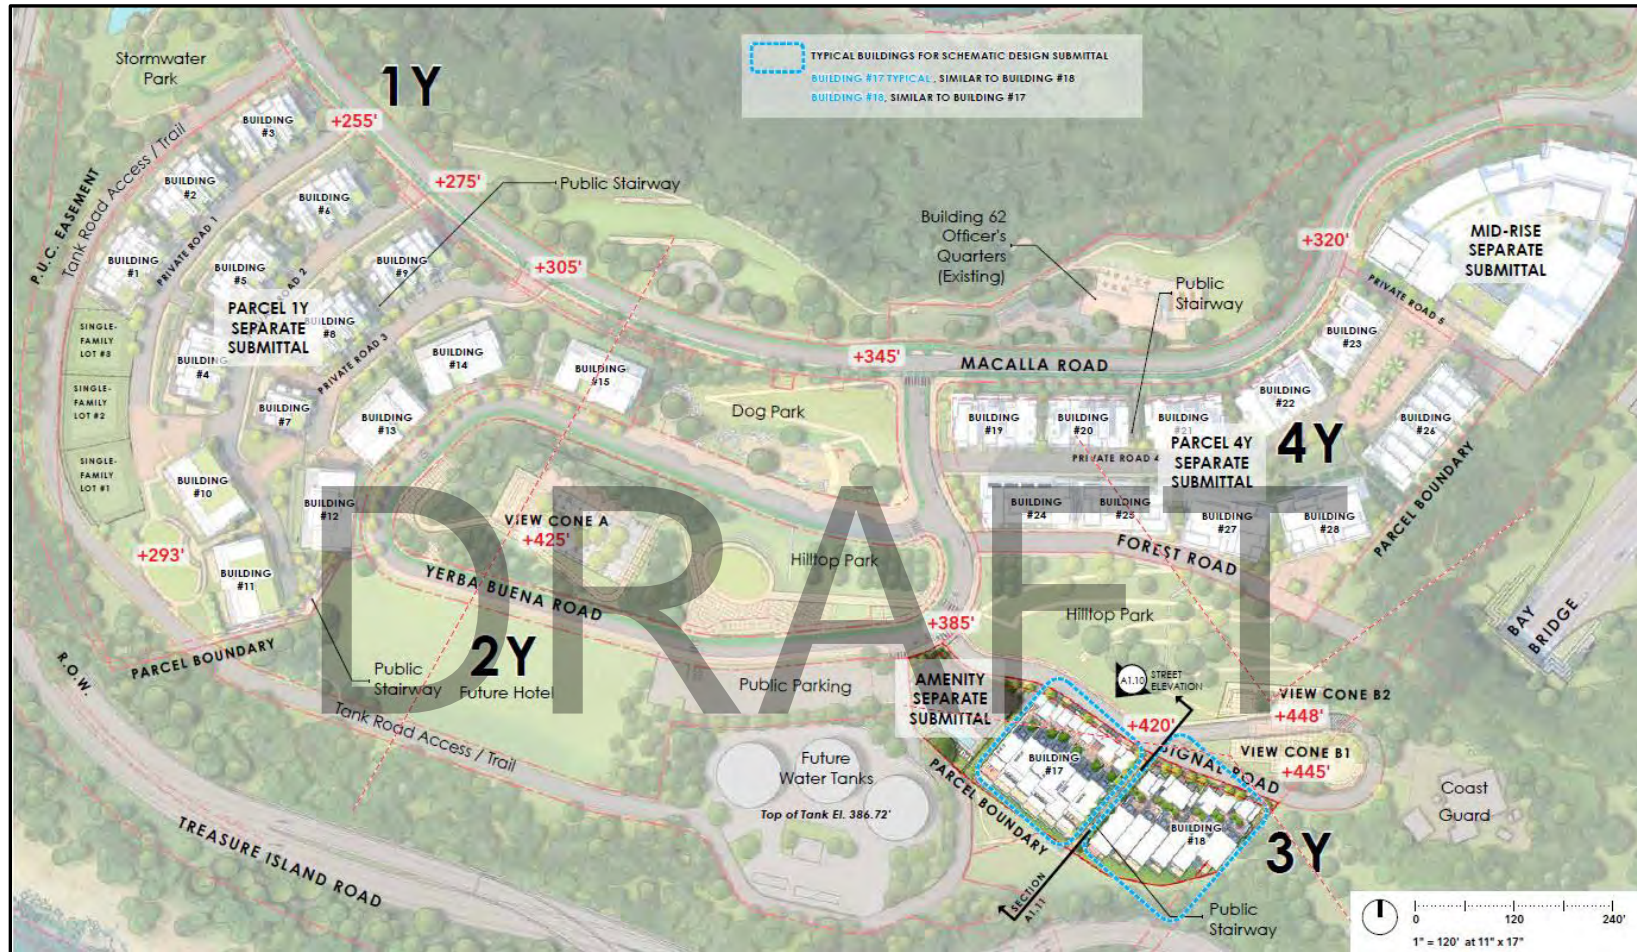 Stormwater
Park
1Y
TYPICAL BUILDINGS FOR SCHEMATIC DESIGN SUBMITTAL
BUILDING #17 TYPICAL, SIMILAR TO BUILDING #18
BUILDING #18, SIMILAR TO BUILDING #17
BUILDING
#3
+255'
P.U.C. EASEMENT
Tank Road Access / Trail
BUILDING
#2
+275'
Public Stairway
BUILDING
#6
PRIVATE ROAD 1
BUILDING
#1
BUILDING
#5
ROAD 2
BUILDING
#9
+305'
Building 62
Officer's
Quarters
(Existing)
Public
Stairway
+320'
MID-RISE
SEPARATE
SUBMITTAL
PRIVATE ROAD 5
PARCEL 1Y
SEPARATE
SUBMITTAL
BUILDING
#8
PRIVATE ROAD 3
SINGLE-
FAMILY
LOT #3
BUILDING
#4
BUILDING
#14
BUILDING
#15
+345'
MACALLA ROAD
BUILDING
#23
SINGLE-
FAMILY
LOT #2
BUILDING
#7
BUILDING
#13
Dog Park
BUILDING
#19
BUILDING
#20
BUILDING
#21
BUILDING
#22
BUILDING
#26
4Y
PARCEL 4Y
SEPARATE
SUBMITTAL
PRIVATE ROAD 4
PARCEL BOUNDARY
SINGLE-
FAMILY
LOT #1
BUILDING
#10
BUILDING
#12
DRAFT
VIEW CONE A
+425'
BUILDING
#24
BUILDING
#25
BUILDING
#27
BUILDING
#28
FOREST ROAD
+293'
BUILDING
#11
YERBA BUENA ROAD
Hilltop Park
Hilltop Park
+385'
BAY
BRIDGE
R.O.W.
PARCEL BOUNDARY
Public
Stairway
2Y
Future Hotel
Public Parking
AMENITY
SEPARATE
SUBMITTAL
A1.10
STREET
ELEVATION
VIEW CONE B2
+448'
+420'
SIGNAL ROAD
VIEW CONE B1
+445'
Tank Road Access / Trail
Future
Water Tanks
Top of Tank El. 386.72'
BUILDING
#17
PARCEL BOUNDARY
BUILDING
#18
3Y
Coast
Guard
TREASURE ISLAND ROAD
SECTION
A1.11
Public
Stairway
0 120 240'
1" = 120' at 11" x 17"